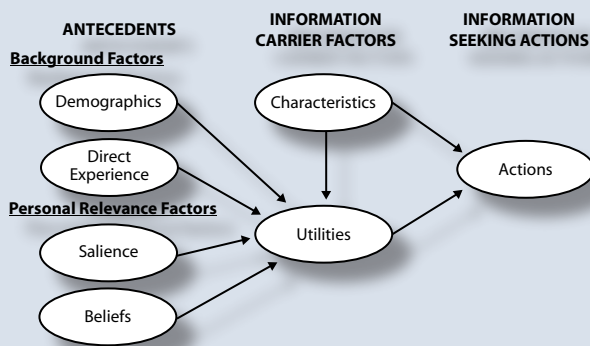 ANTECEDENTS
INFORMATION
CARRIER FACTORS
INFORMATION
SEEKING ACTIONS
Background Factors
Demographics
Characteristics
Direct
Experience
Actions
Personal Relevance Factors
Salience
Utilities
Beliefs